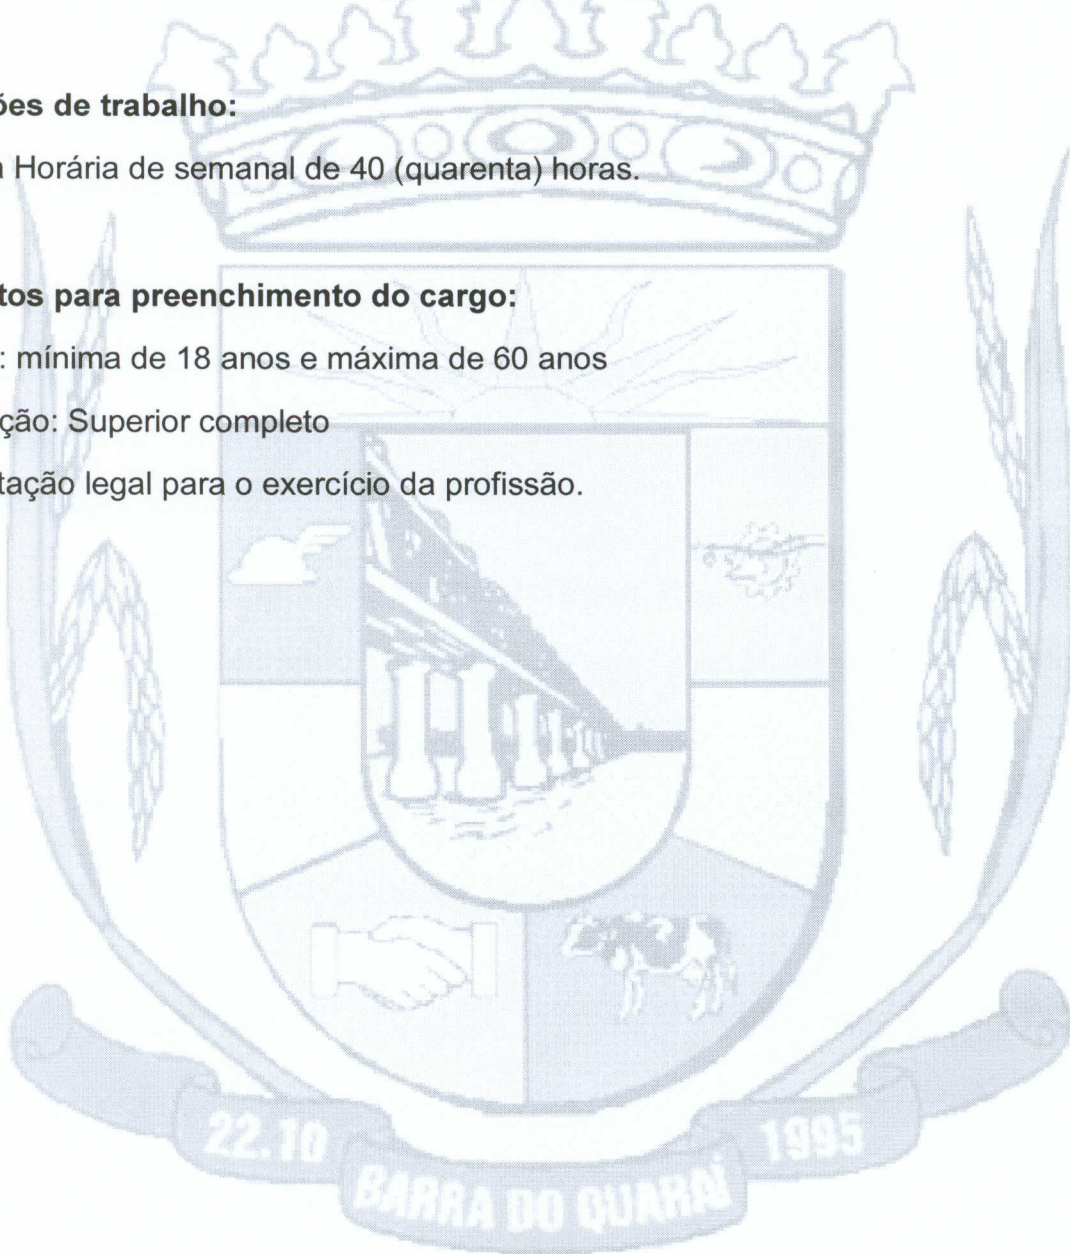 ões de trabalho:
a Horária de semanal de 40 (quarenta) horas.
tos para preenchimento do cargo:
: mínima de 18 anos e máxima de 60 anos
ção: Superior completo
tação legal para o exercício da profissão.
22.10
1995
BARRA DO QUARAÍ